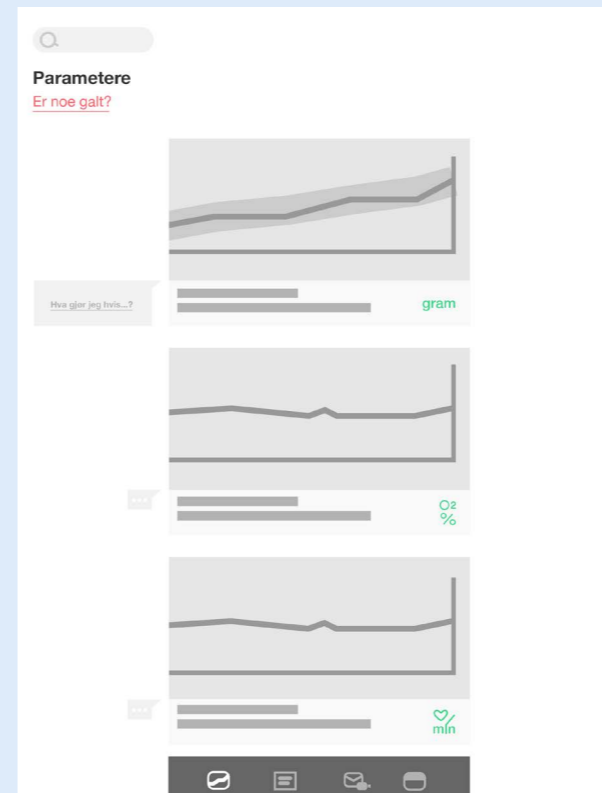 Parametere
Er noe galt?
Hva gjør jeg hvis...?
gram
O2
%
/
min